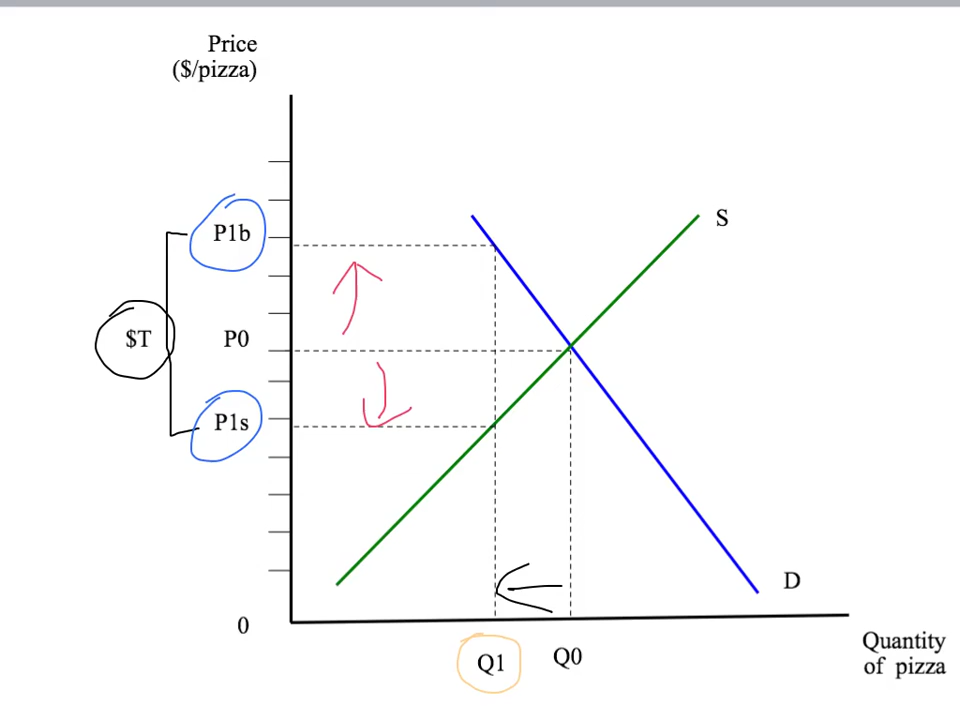 Price
($/pizza)
P1b
S
$T
P0
P1s
D
0
Q1
Q0
Quantity
of pizza